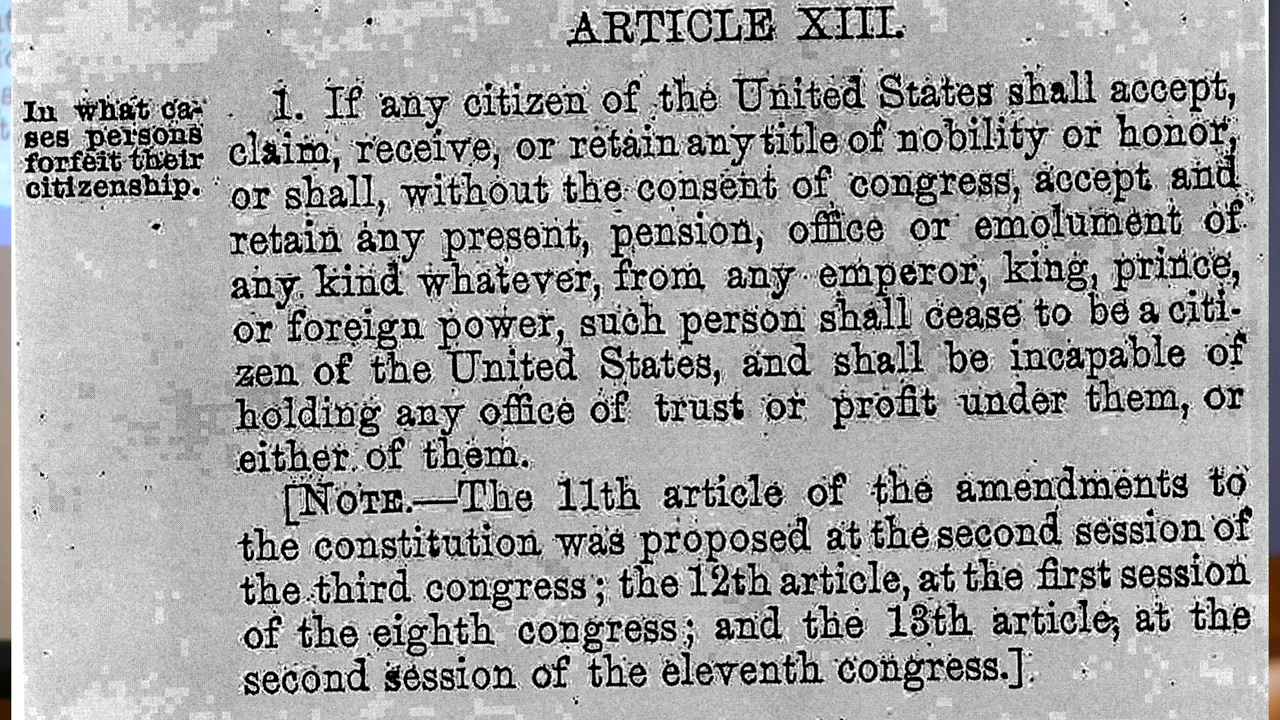 ARTICLE XIII.
In what ca-
ses persons
forfeit their
citizenship.
1. If any citizen of the United States shall accept,
claim, receive, or retain any title of nobility or honor,
or shall, without the consent of congress, accept and
retain any present, pension, office or emolument of
any kind whatever, from any emperor, king, prince,
or foreign power, such person shall cease to be a citi-
zen of the United States, and shall be incapable of
holding any office of trust or profit under them, or
either of them.
[NOTE.—The 11th article of the amendments to
the constitution was proposed at the second session of
the third congress; the 12th article, at the first session
of the eighth congress; and the 13th article, at the
second session of the eleventh congress.]